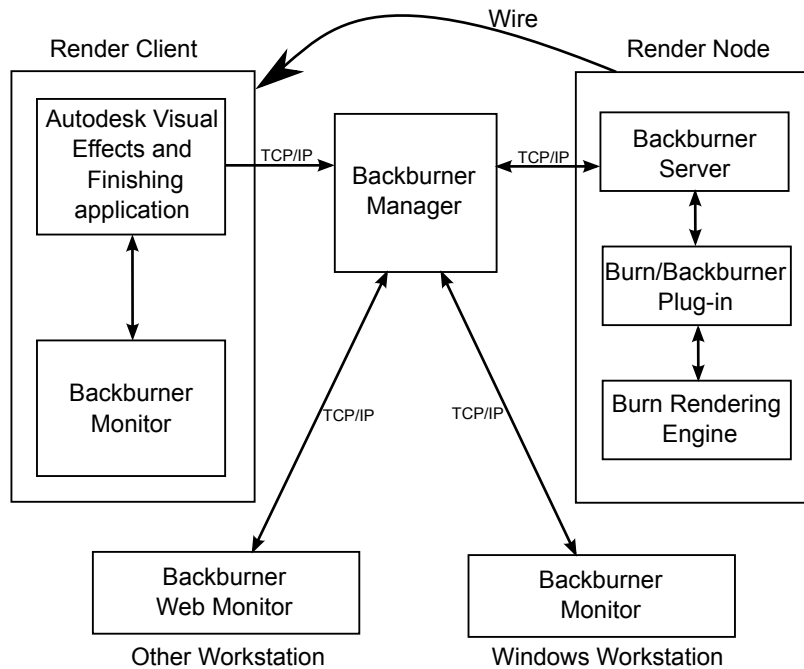 Wire
Render Client
Render Node
Autodesk Visual
Effects and
Finishing
application
TCP/IP
Backburner
Manager
TCP/IP
Backburner
Server
Burn/Backburner
Plug-in
Backburner
Monitor
Burn Rendering
Engine
TCP/IP
TCP/IP
Backburner
Web Monitor
Other Workstation
Backburner
Monitor
Windows Workstation